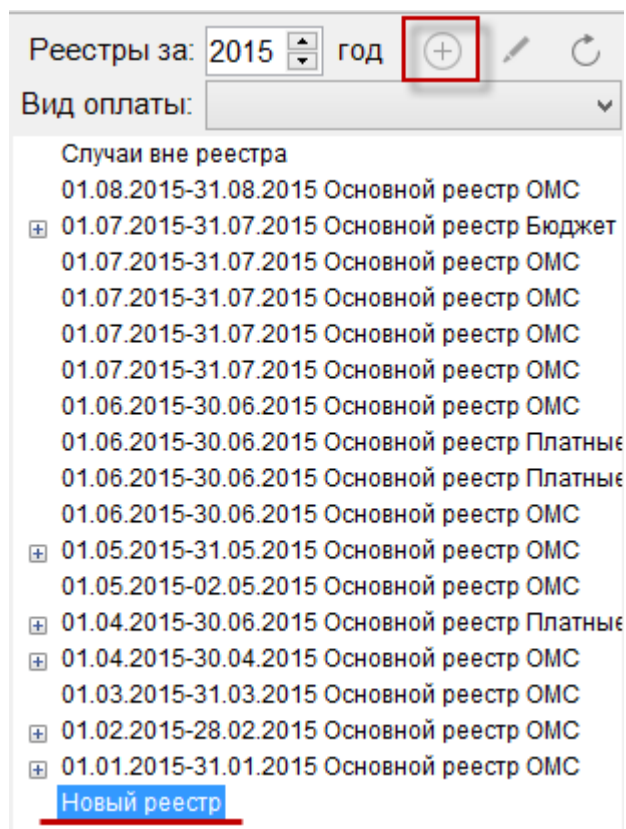 Реестры за: 2015 год
Вид оплаты:
Случаи вне реестра
01.08.2015-31.08.2015 Основной реестр ОМС
01.07.2015-31.07.2015 Основной реестр Бюджет
01.07.2015-31.07.2015 Основной реестр ОМС
01.07.2015-31.07.2015 Основной реестр ОМС
01.07.2015-31.07.2015 Основной реестр ОМС
01.07.2015-31.07.2015 Основной реестр ОМС
01.06.2015-30.06.2015 Основной реестр ОМС
01.06.2015-30.06.2015 Основной реестр Платные
01.06.2015-30.06.2015 Основной реестр Платные
01.06.2015-30.06.2015 Основной реестр ОМС
01.05.2015-31.05.2015 Основной реестр ОМС
01.05.2015-02.05.2015 Основной реестр ОМС
01.04.2015-30.06.2015 Основной реестр Платные
01.04.2015-30.04.2015 Основной реестр ОМС
01.03.2015-31.03.2015 Основной реестр ОМС
01.02.2015-28.02.2015 Основной реестр ОМС
01.01.2015-31.01.2015 Основной реестр ОМС
Новый реестр